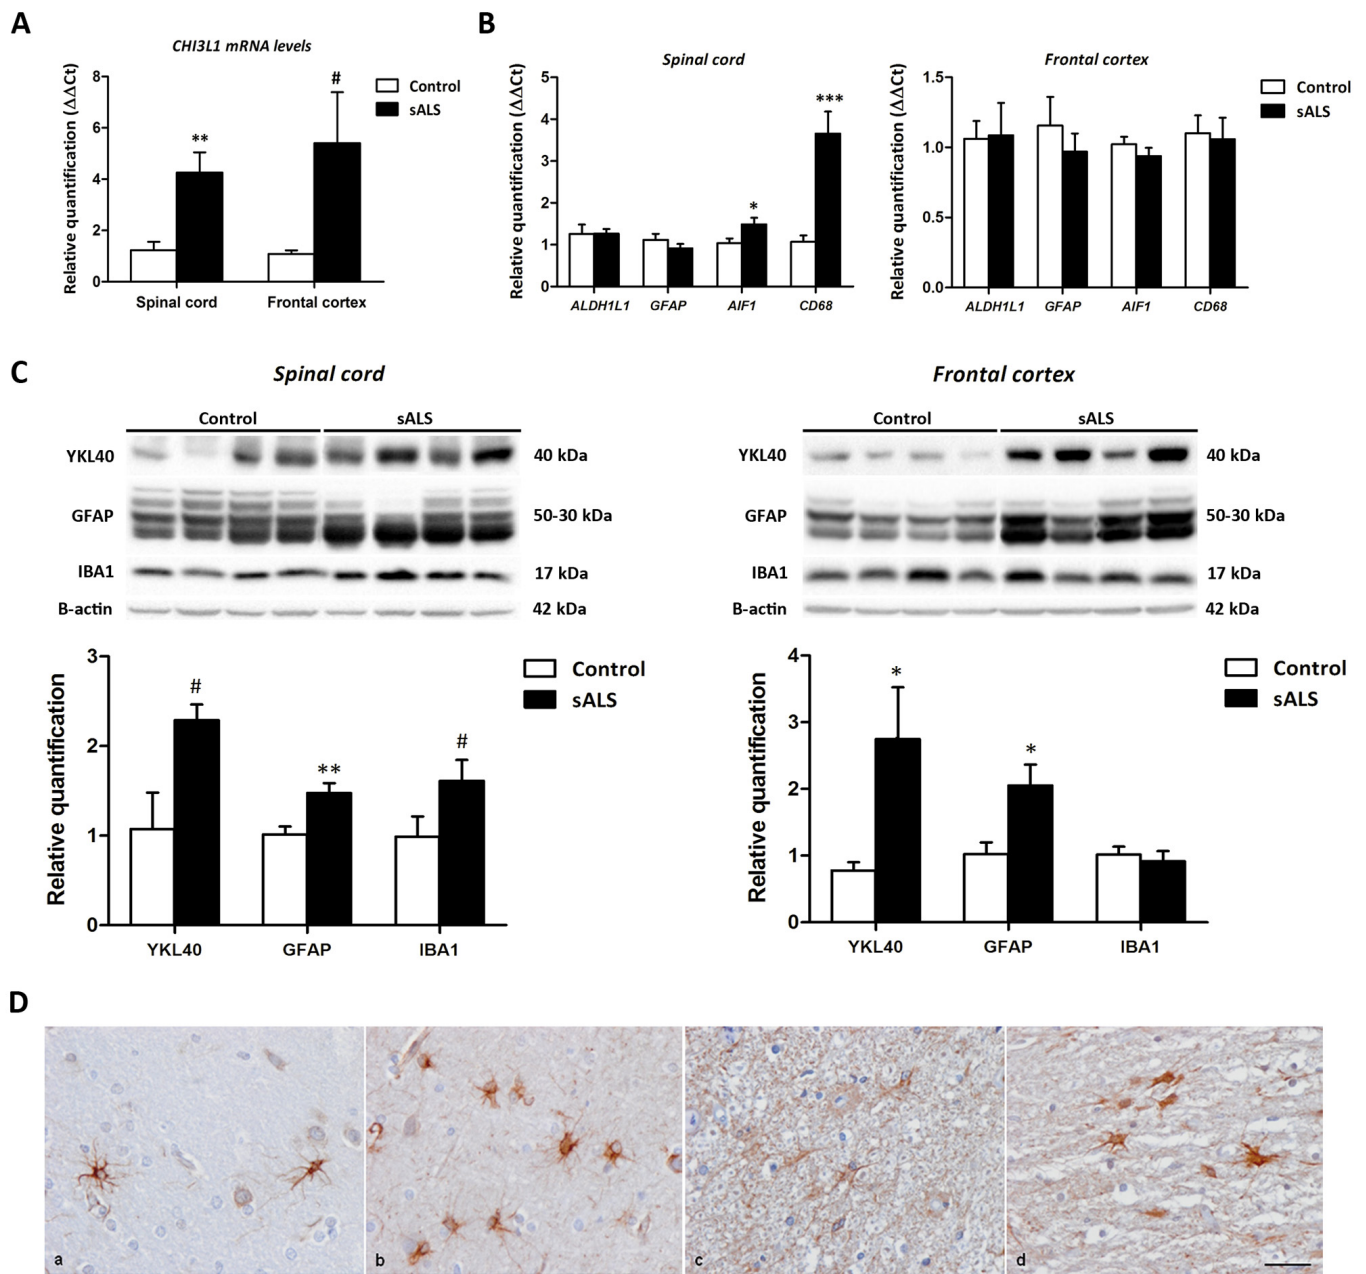 A
CHI3L1 mRNA levels
Relative quantification (ΔΔCt)
8
6
4
2
0
**
#
Spinal cord
Frontal cortex
Control
sALS
B
Spinal cord
Relative quantification (ΔΔCt)
5
4
3
2
1
0
*
***
ALDH1L1
GFAP
AIF1
CD68
Frontal cortex
Relative quantification (ΔΔCt)
1.5
1.0
0.5
0.0
ALDH1L1
GFAP
AIF1
CD68
Control
sALS
C
Spinal cord
Control sALS
YKL40 40 kDa
GFAP 50-30 kDa
IBA1 17 kDa
B-actin 42 kDa
Relative quantification
3
2
1
0
#
**
#
YKL40
GFAP
IBA1
Control
sALS
Frontal cortex
Control sALS
YKL40 40 kDa
GFAP 50-30 kDa
IBA1 17 kDa
B-actin 42 kDa
Relative quantification
4
3
2
1
0
*
*
YKL40
GFAP
IBA1
Control
sALS
D
a
b
c
d